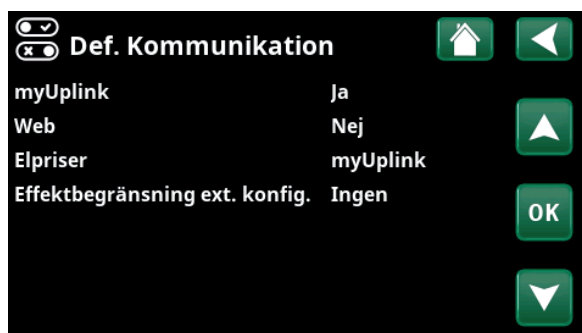 Def. Kommunikation
myUplink Ja
Web Nej
Elpriser myUplink
Effektbegränsning ext. konfig. Ingen
OK